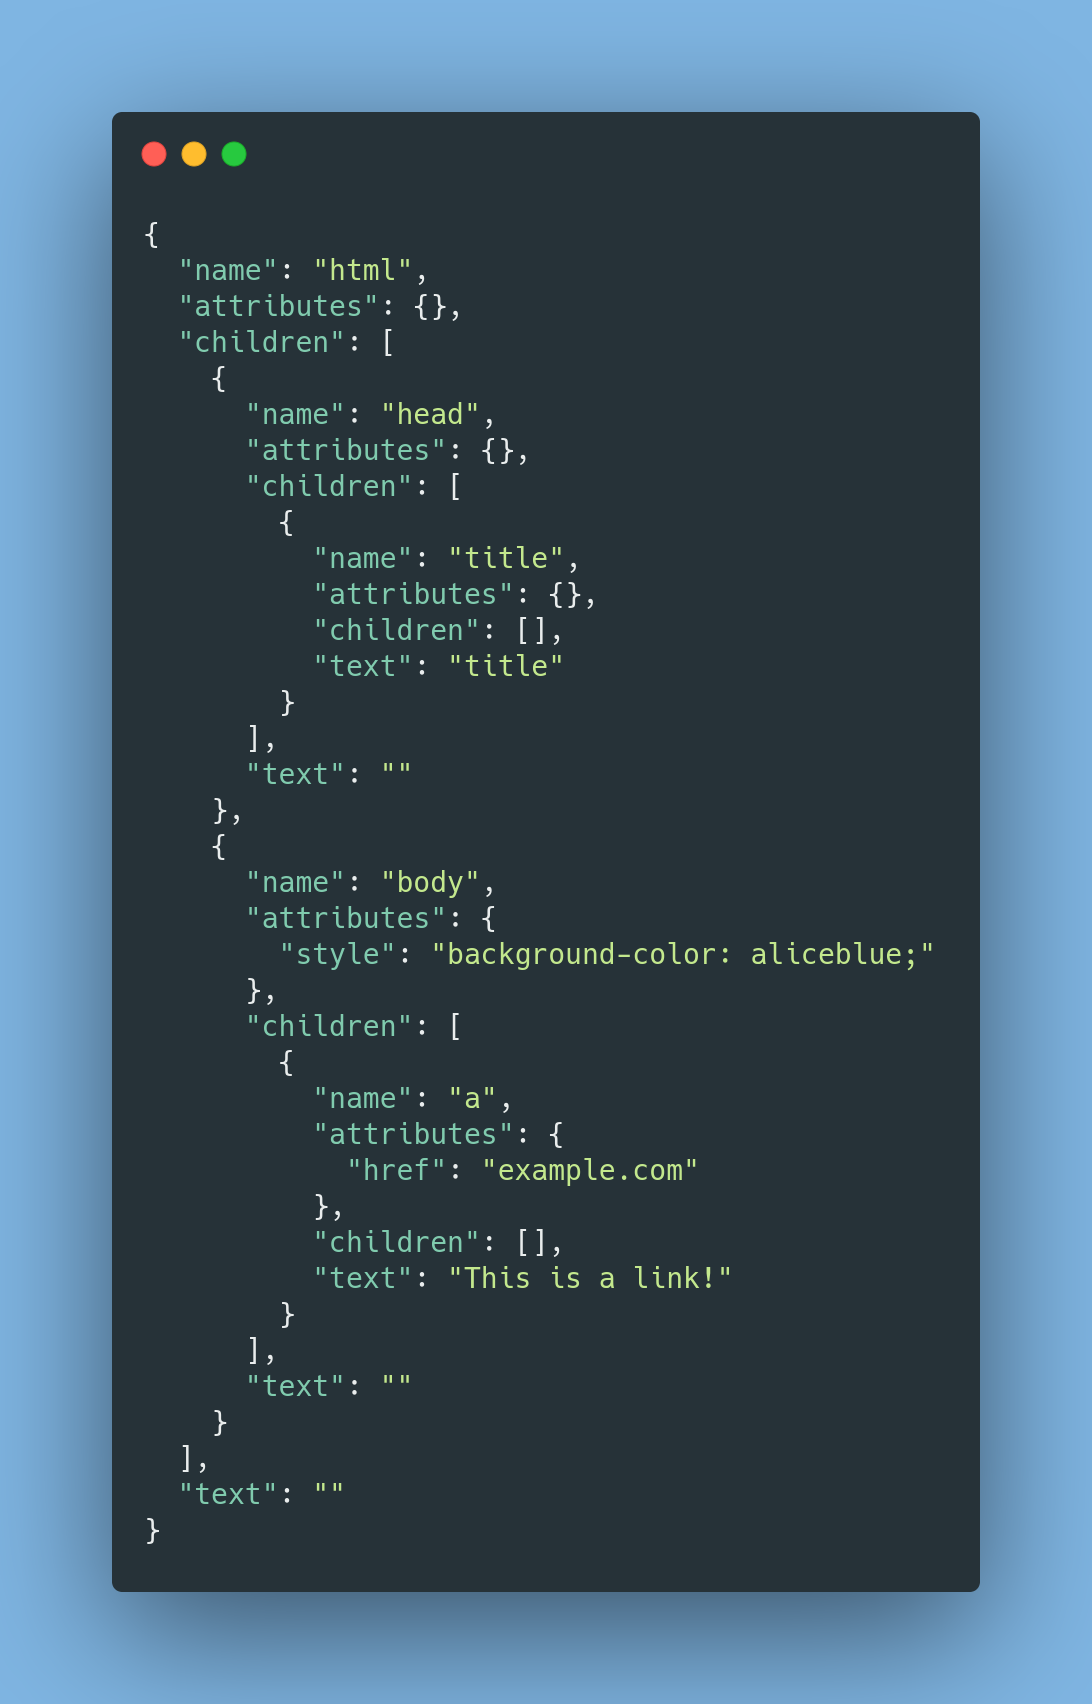 {
  "name": "html",
  "attributes": {},
  "children": [
    {
      "name": "head",
      "attributes": {},
      "children": [
        {
          "name": "title",
          "attributes": {},
          "children": [],
          "text": "title"
        }
      ],
      "text": ""
    },
    {
      "name": "body",
      "attributes": {
        "style": "background-color: aliceblue;"
      },
      "children": [
        {
          "name": "a",
          "attributes": {
            "href": "example.com"
          },
          "children": [],
          "text": "This is a link!"
        }
      ],
      "text": ""
    }
  ],
  "text": ""
}